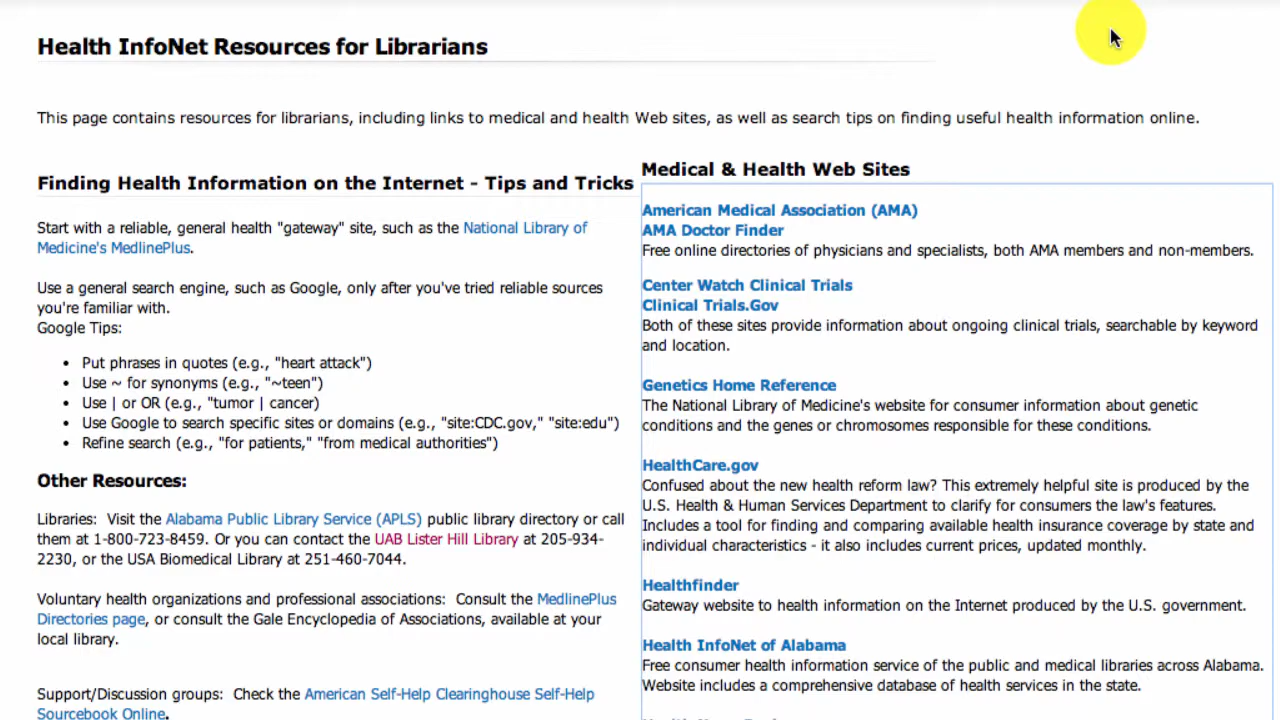 Health InfoNet Resources for Librarians
This page contains resources for librarians, including links to medical and health Web sites, as well as search tips on finding useful health information online.
Finding Health Information on the Internet - Tips and Tricks
Start with a reliable, general health "gateway" site, such as the National Library of
Medicine's MedlinePlus.
Use a general search engine, such as Google, only after you've tried reliable sources
you're familiar with.
Google Tips:
• Put phrases in quotes (e.g., "heart attack")
• Use ~ for synonyms (e.g., "~teen")
• Use | or OR (e.g., "tumor | cancer)
• Use Google to search specific sites or domains (e.g., "site:CDC.gov," "site:edu")
• Refine search (e.g., "for patients," "from medical authorities")
Other Resources:
Libraries: Visit the Alabama Public Library Service (APLS) public library directory or call
them at 1-800-723-8459. Or you can contact the UAB Lister Hill Library at 205-934-
2230, or the USA Biomedical Library at 251-460-7044.
Voluntary health organizations and professional associations: Consult the MedlinePlus
Directories page, or consult the Gale Encyclopedia of Associations, available at your
local library.
Support/Discussion groups: Check the American Self-Help Clearinghouse Self-Help
Sourcebook Online.
Medical & Health Web Sites
American Medical Association (AMA)
AMA Doctor Finder
Free online directories of physicians and specialists, both AMA members and non-members.
Center Watch Clinical Trials
Clinical Trials.Gov
Both of these sites provide information about ongoing clinical trials, searchable by keyword
and location.
Genetics Home Reference
The National Library of Medicine's website for consumer information about genetic
conditions and the genes or chromosomes responsible for these conditions.
HealthCare.gov
Confused about the new health reform law? This extremely helpful site is produced by the
U.S. Health & Human Services Department to clarify for consumers the law's features.
Includes a tool for finding and comparing available health insurance coverage by state and
individual characteristics - it also includes current prices, updated monthly.
Healthfinder
Gateway website to health information on the Internet produced by the U.S. government.
Health InfoNet of Alabama
Free consumer health information service of the public and medical libraries across Alabama.
Website includes a comprehensive database of health services in the state.